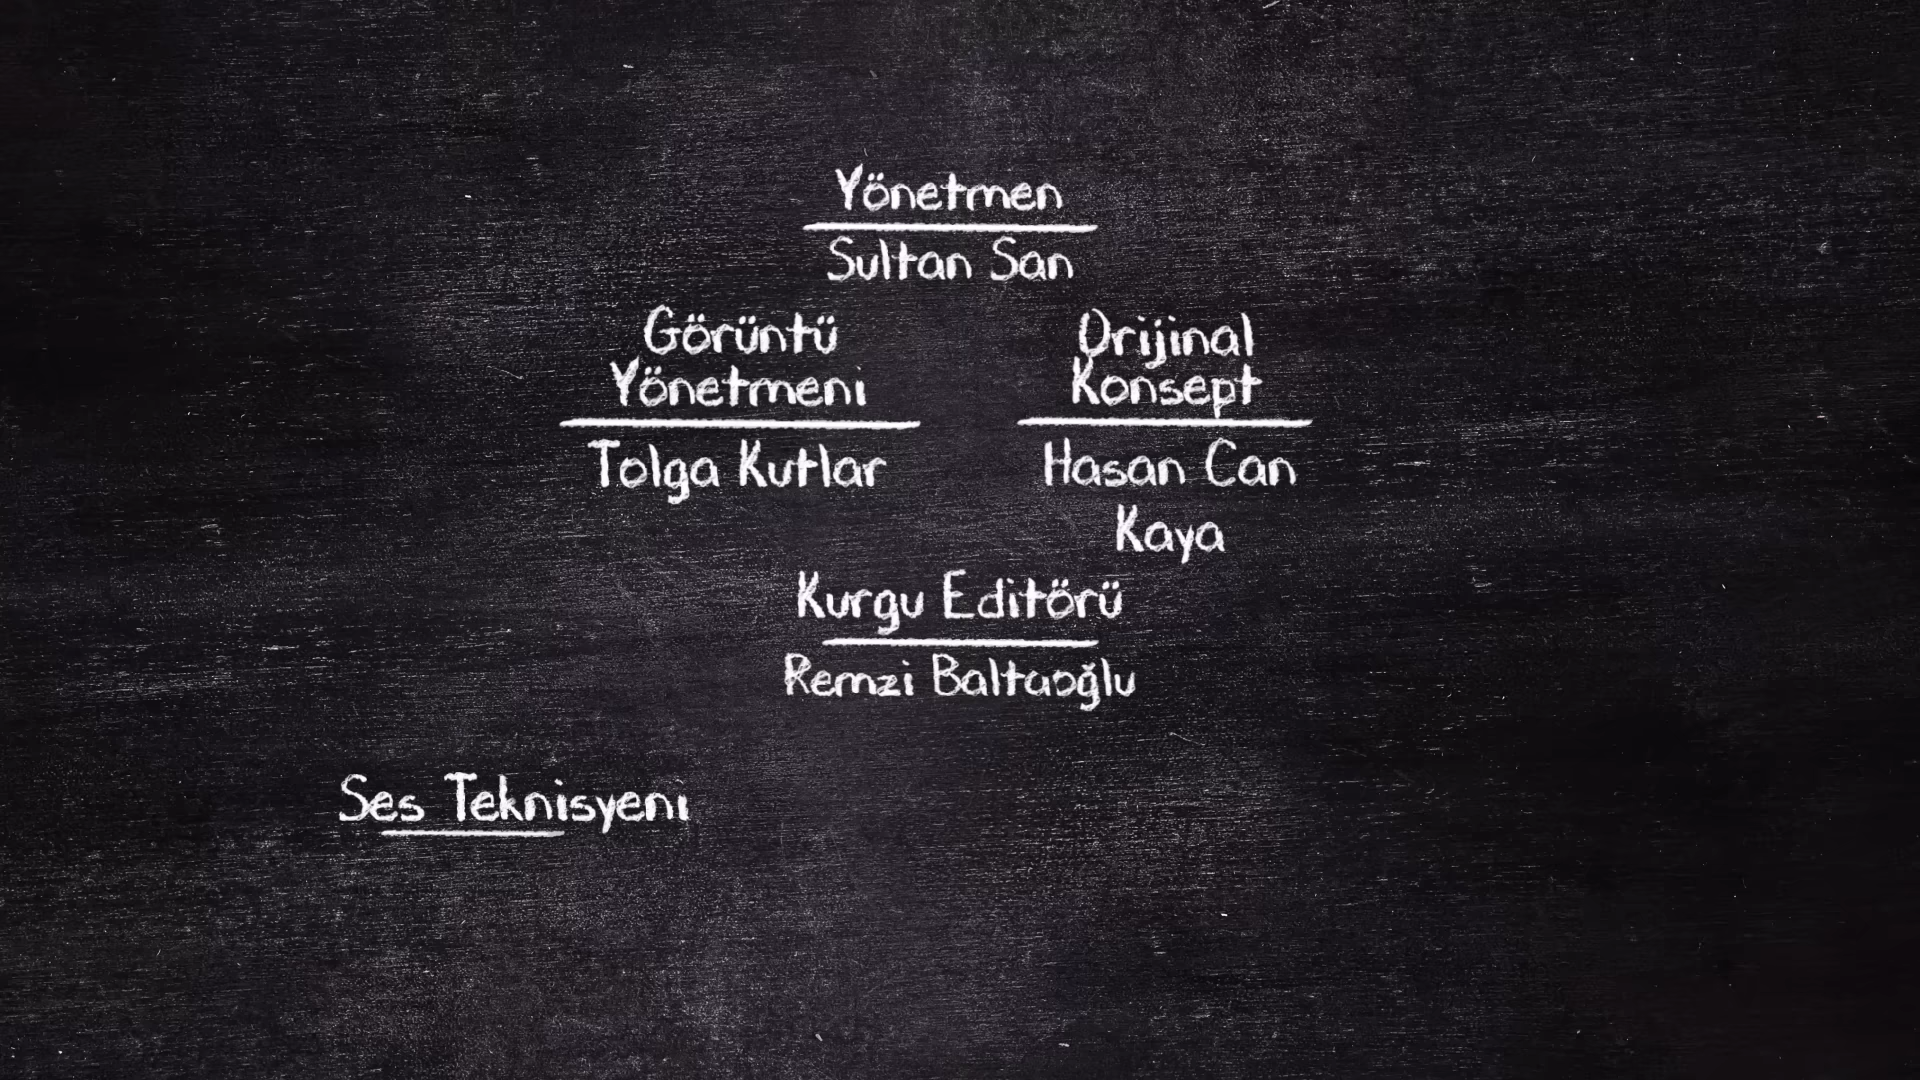 Yönetmen
Sultan San
Görüntü
Yönetmeni
Tolga Kutlar
Orijinal
Konsept
Hasan Can
Kaya
Kurgu Editörü
Remzi Baltaoğlu
Ses Teknisyeni